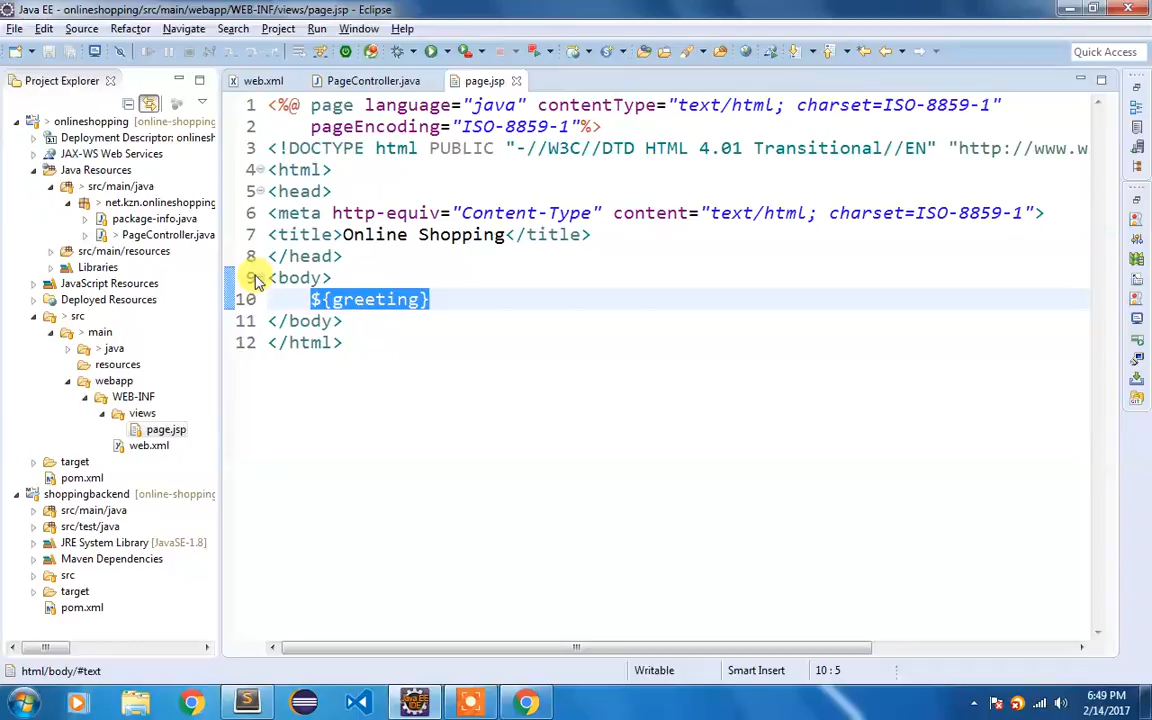 Java EE - onlineshopping/src/main/webapp/WEB-INF/views/page.jsp - Eclipse
File Edit Source Refactor Navigate Search Project Run Window Help
Quick Access
Project Explorer
web.xml
PageController.java
page.jsp
> onlineshopping [online-shopping
Deployment Descriptor: onlinesh
JAX-WS Web Services
Java Resources
> src/main/java
> net.kzn.onlineshopping
package-info.java
> PageController.java
src/main/resources
Libraries
JavaScript Resources
Deployed Resources
> src
> main
> java
resources
webapp
WEB-INF
views
page.jsp
web.xml
target
pom.xml
shoppingbackend [online-shopping
src/main/java
src/test/java
JRE System Library [JavaSE-1.8]
Maven Dependencies
src
target
pom.xml
1 <%@ page language="java" contentType="text/html; charset=ISO-8859-1"
2 pageEncoding="ISO-8859-1"%>
3 <!DOCTYPE html PUBLIC "-//W3C//DTD HTML 4.01 Transitional//EN" "http://www.w
4 <html>
5 <head>
6 <meta http-equiv="Content-Type" content="text/html; charset=ISO-8859-1">
7 <title>Online Shopping</title>
8 </head>
9 <body>
10 ${greeting}
11 </body>
12 </html>
html/body/#text
Writable
Smart Insert
10 : 5
6:49 PM
2/14/2017